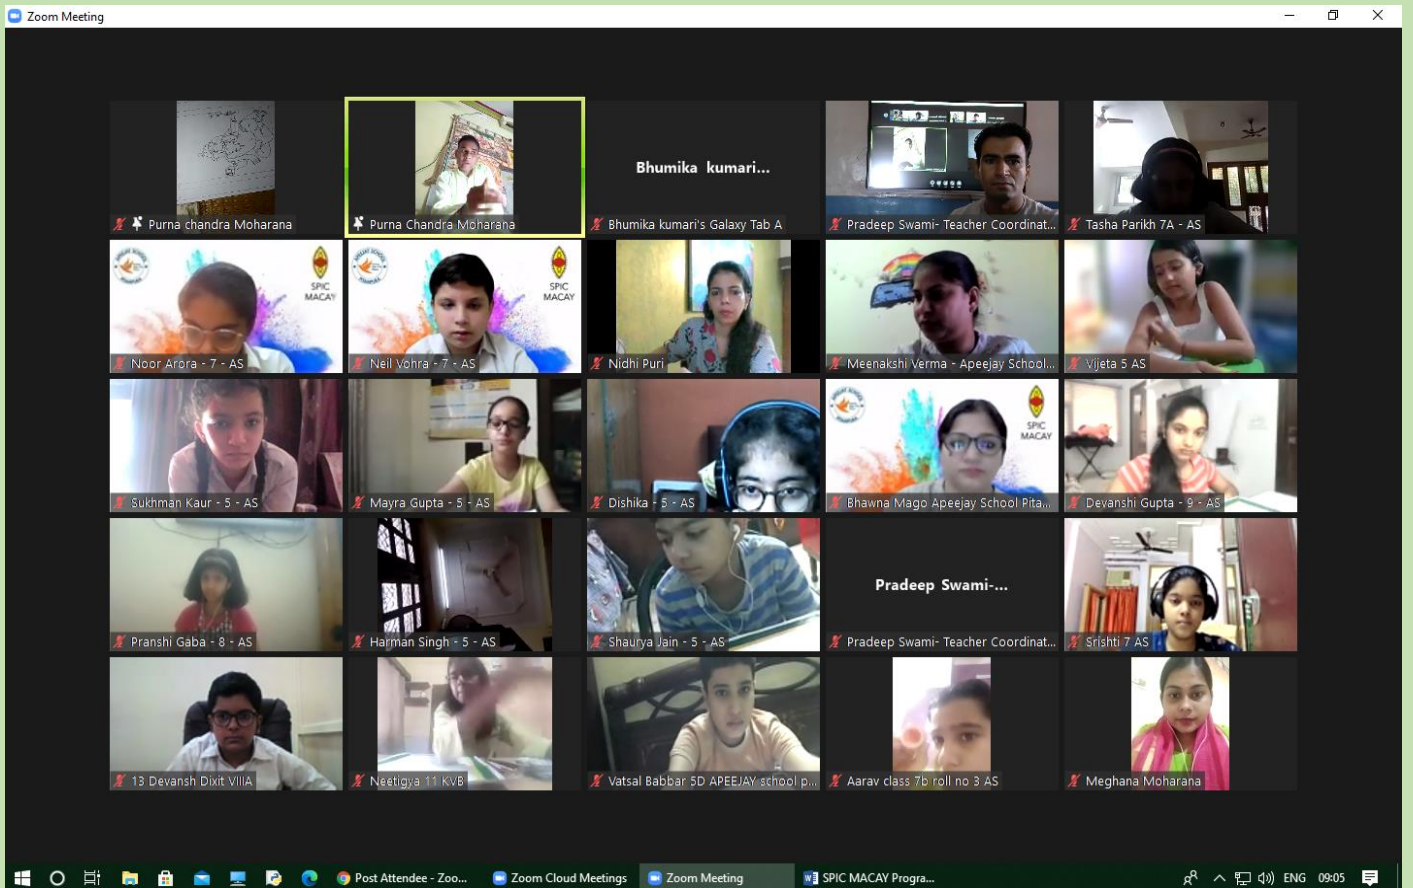 Zoom Meeting
Purna chandra Moharana
Purna Chandra Moharana
Bhumika kumari...
Bhumika kumari's Galaxy Tab A
Pradeep Swami- Teacher Coordinat...
Tasha Parikh 7A - AS
SPIC
MACAY
Noor Arora - 7 - AS
SPIC
MACAY
Neil Vohra - 7 - AS
Nidhi Puri
Meenakshi Verma - Apeejay School...
Vijeta 5 AS
Sukhman Kaur - 5 - AS
Mayra Gupta - 5 - AS
Dishika - 5 - AS
SPIC
MACAY
Bhawna Mago Apeejay School Pita...
Devanshi Gupta - 9 - AS
Pranshi Gaba - 8 - AS
Harman Singh - 5 - AS
Shaurya Jain - 5 - AS
Pradeep Swami-...
Pradeep Swami- Teacher Coordinat...
Srishti 7 AS
13 Devansh Dixit VIIIA
Neetigya 11 KVB
Vatsal Babbar 5D APEEJAY school p...
Aarav class 7b roll no 3 AS
Meghana Moharana
Post Attendee - Zoo...
Zoom Cloud Meetings
Zoom Meeting
SPIC MACAY Progra...
ENG
09:05